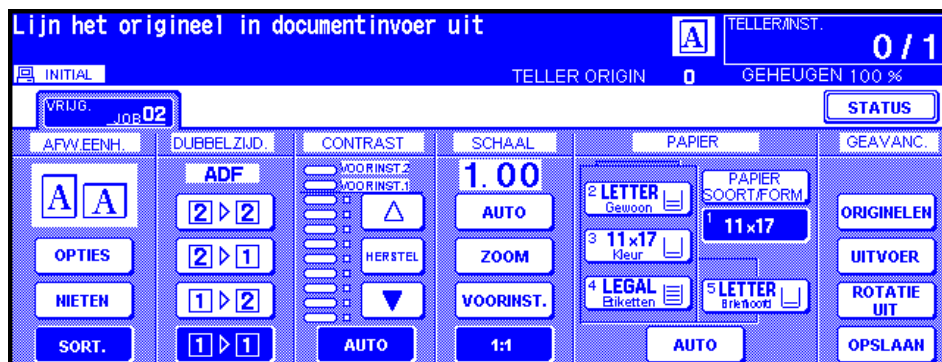 Lijn het origineel in documentinvoer uit
A
TELLER/INST.
0 / 1
INITIAL
TELLER ORIGIN 0 GEHEUGEN 100 %
VRIJG. JOB 02
STATUS
AFW.EENH. DUBBELZIJD. CONTRAST SCHAAL PAPIER GEAVANC.
A A
ADF
VOORINST.2
VOORINST.1
1.00
2 LETTER
Gewoon
PAPIER
SOORT/FORM.
1 11x17
2 ▷ 2
AUTO
ORIGINELEN
OPTIES
2 ▷ 1
HERSTEL
ZOOM
3 11x17
Kleur
UITVOER
NIETEN
1 ▷ 2
VOORINST.
4 LEGAL
Etiketten
5 LETTER
Briefhoofd
ROTATIE
UIT
SORT.
1 ▷ 1
AUTO
1:1
AUTO
OPSLAAN